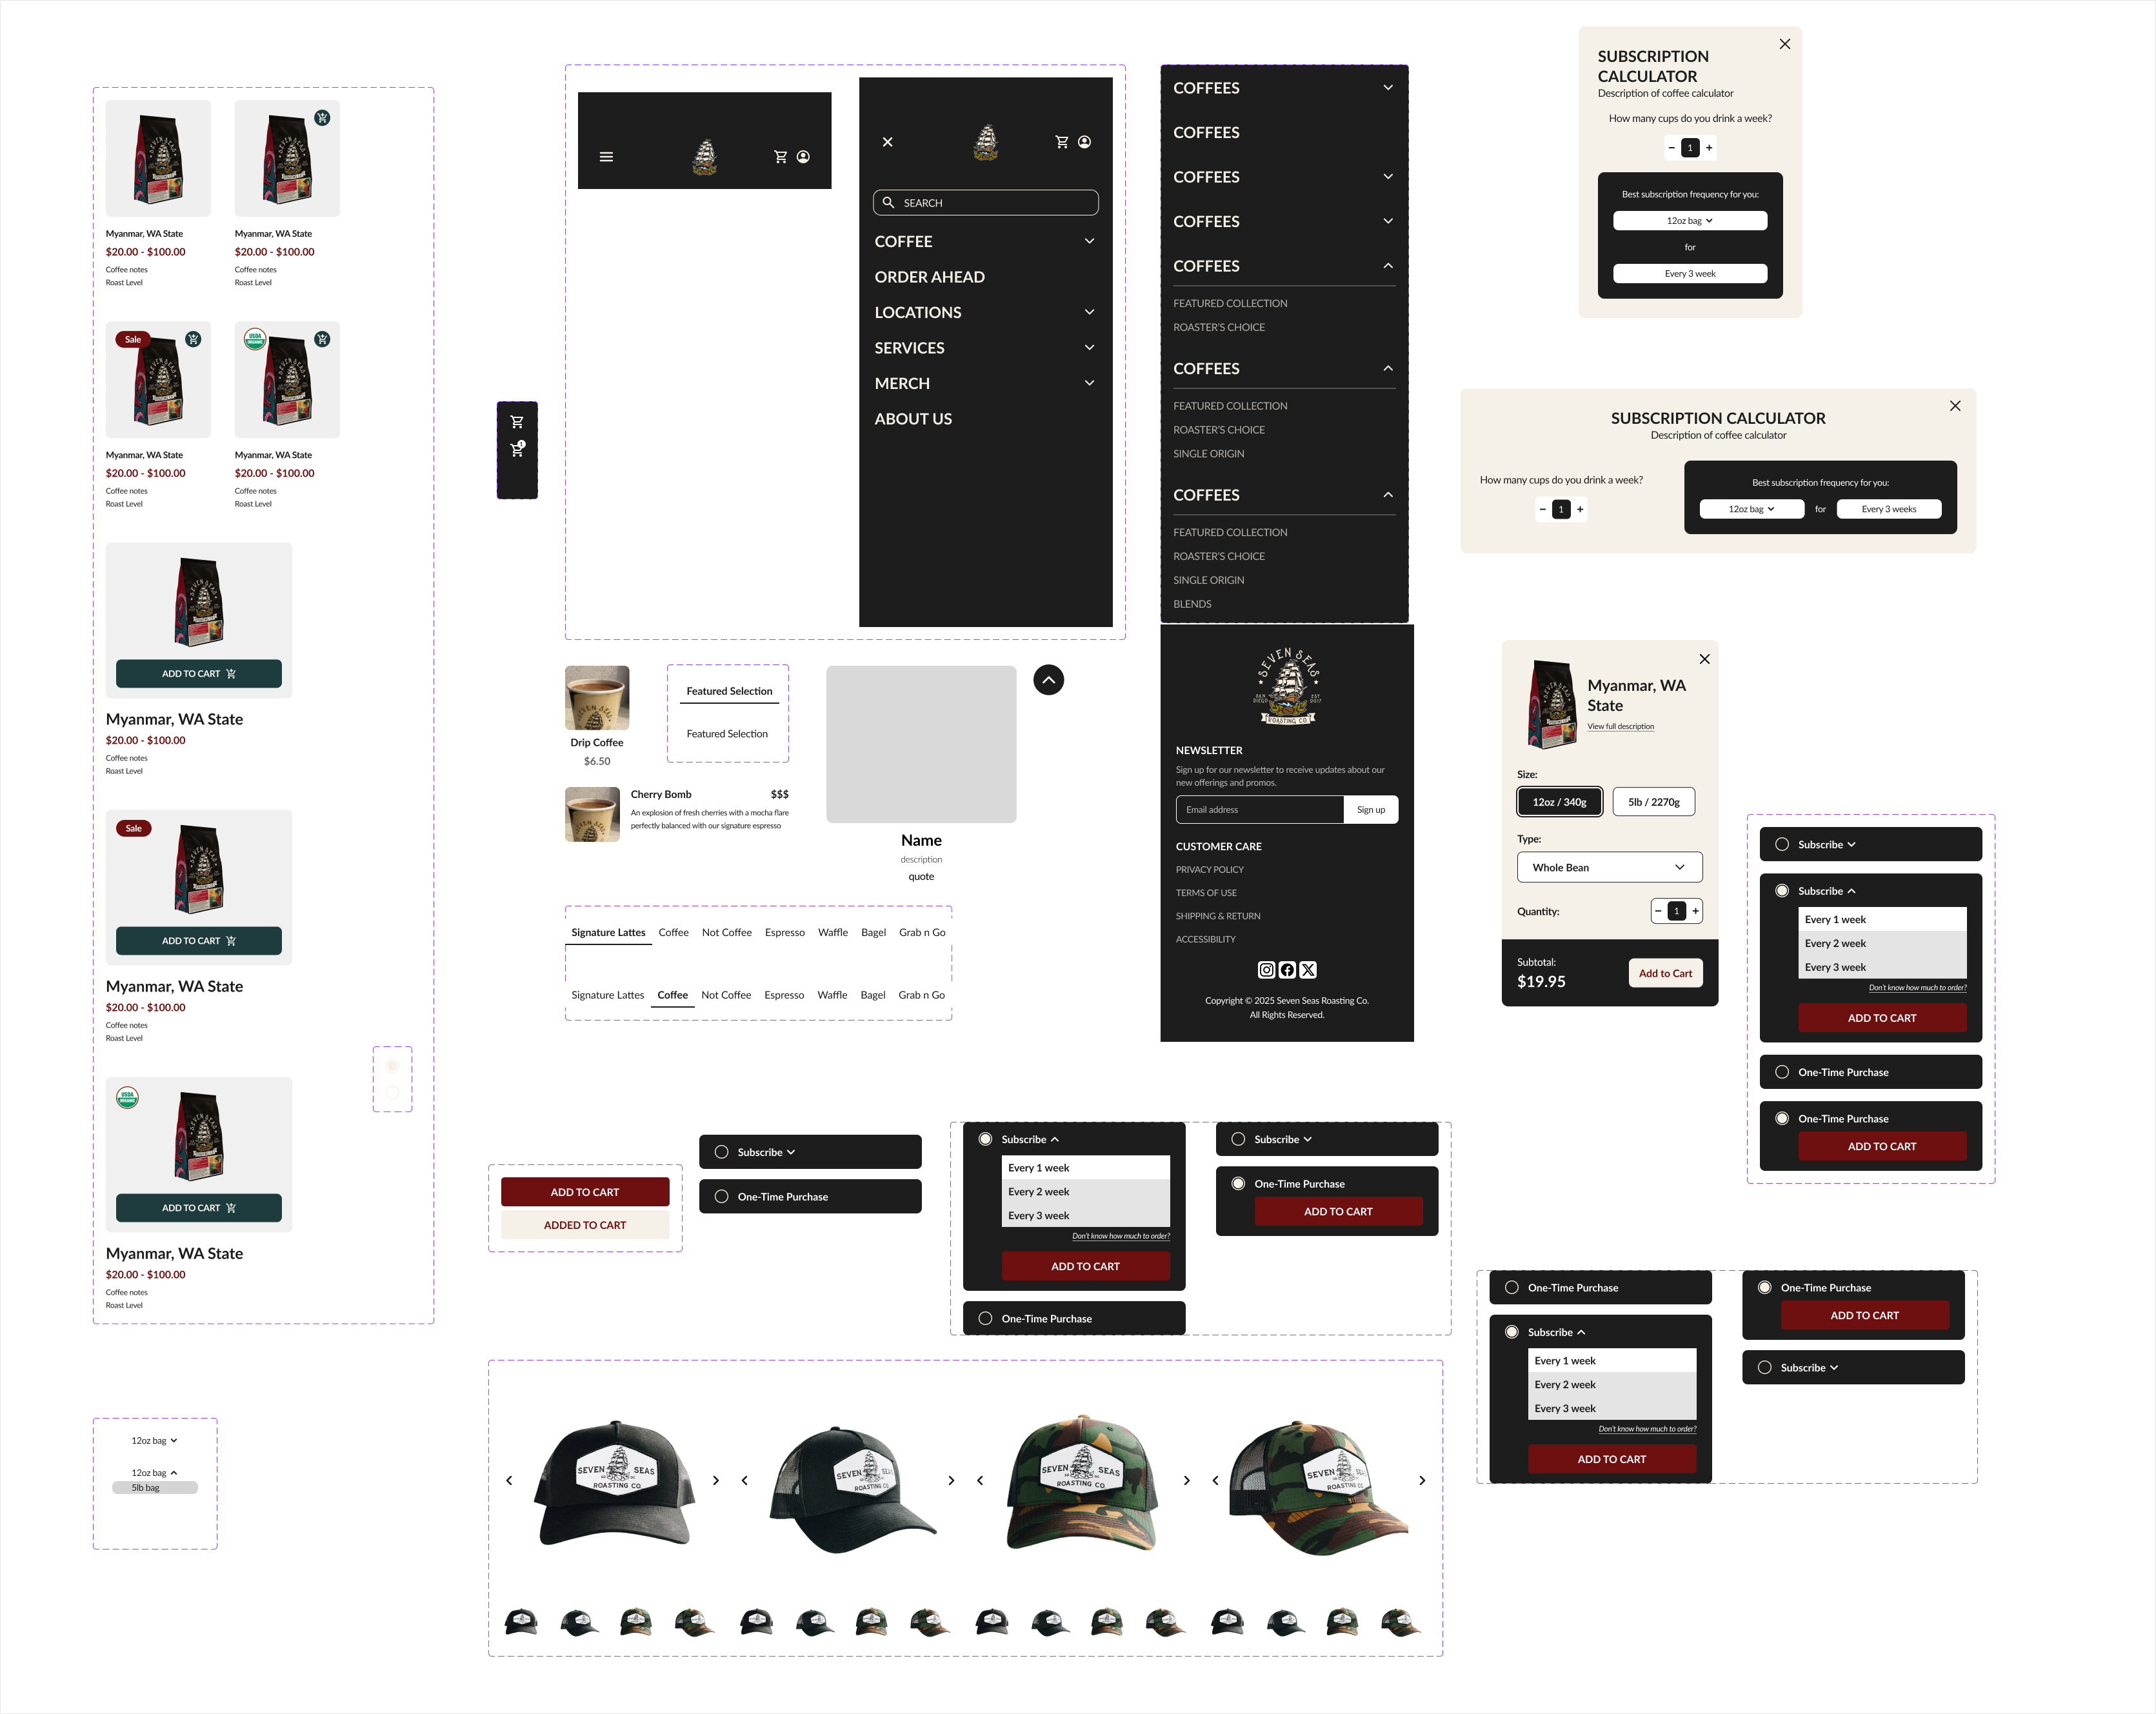 Myanmar, WA State
$20.00 - $100.00
Coffee notes
Roast Level
Myanmar, WA State
$20.00 - $100.00
Coffee notes
Roast Level
Sale
USDA
ORGANIC
Myanmar, WA State
$20.00 - $100.00
Coffee notes
Roast Level
Myanmar, WA State
$20.00 - $100.00
Coffee notes
Roast Level
ADD TO CART
Myanmar, WA State
$20.00 - $100.00
Coffee notes
Roast Level
Sale
ADD TO CART
Myanmar, WA State
$20.00 - $100.00
Coffee notes
Roast Level
USDA
ORGANIC
ADD TO CART
Myanmar, WA State
$20.00 - $100.00
Coffee notes
Roast Level
12oz bag
12oz bag
5lb bag
1
SEARCH
COFFEE
ORDER AHEAD
LOCATIONS
SERVICES
MERCH
ABOUT US
COFFEES
COFFEES
COFFEES
COFFEES
COFFEES
FEATURED COLLECTION
ROASTER'S CHOICE
COFFEES
FEATURED COLLECTION
ROASTER'S CHOICE
SINGLE ORIGIN
COFFEES
FEATURED COLLECTION
ROASTER'S CHOICE
SINGLE ORIGIN
BLENDS
SEVEN SEAS
SAN DIEGO
EST 2017
ROASTING CO.
NEWSLETTER
Sign up for our newsletter to receive updates about our
new offerings and promos.
Email address
Sign up
CUSTOMER CARE
PRIVACY POLICY
TERMS OF USE
SHIPPING & RETURN
ACCESSIBILITY
Copyright © 2025 Seven Seas Roasting Co.
All Rights Reserved.
Drip Coffee
$6.50
Featured Selection
Featured Selection
Cherry Bomb
$$$
An explosion of fresh cherries with a mocha flare
perfectly balanced with our signature espresso
Name
description
quote
Signature Lattes Coffee Not Coffee Espresso Waffle Bagel Grab n Go
Signature Lattes Coffee Not Coffee Espresso Waffle Bagel Grab n Go
SUBSCRIPTION
CALCULATOR
Description of coffee calculator
How many cups do you drink a week?
− 1 +
Best subscription frequency for you:
12oz bag
for
Every 3 week
SUBSCRIPTION CALCULATOR
Description of coffee calculator
How many cups do you drink a week?
− 1 +
Best subscription frequency for you:
12oz bag
for
Every 3 weeks
Myanmar, WA
State
View full description
Size:
12oz / 340g
5lb / 2270g
Type:
Whole Bean
Quantity:
− 1 +
Subtotal:
$19.95
Add to Cart
Subscribe
Subscribe
Every 1 week
Every 2 week
Every 3 week
Don't know how much to order?
ADD TO CART
One-Time Purchase
One-Time Purchase
ADD TO CART
ADD TO CART
ADDED TO CART
Subscribe
One-Time Purchase
Subscribe
Every 1 week
Every 2 week
Every 3 week
Don't know how much to order?
ADD TO CART
One-Time Purchase
Subscribe
One-Time Purchase
ADD TO CART
One-Time Purchase
Subscribe
Every 1 week
Every 2 week
Every 3 week
Don't know how much to order?
ADD TO CART
One-Time Purchase
ADD TO CART
Subscribe
SEVEN SEAS
ROASTING CO
SEVEN SEAS
ROASTING CO
SEVEN SEAS
ROASTING CO
SEVEN
ROASTING CO